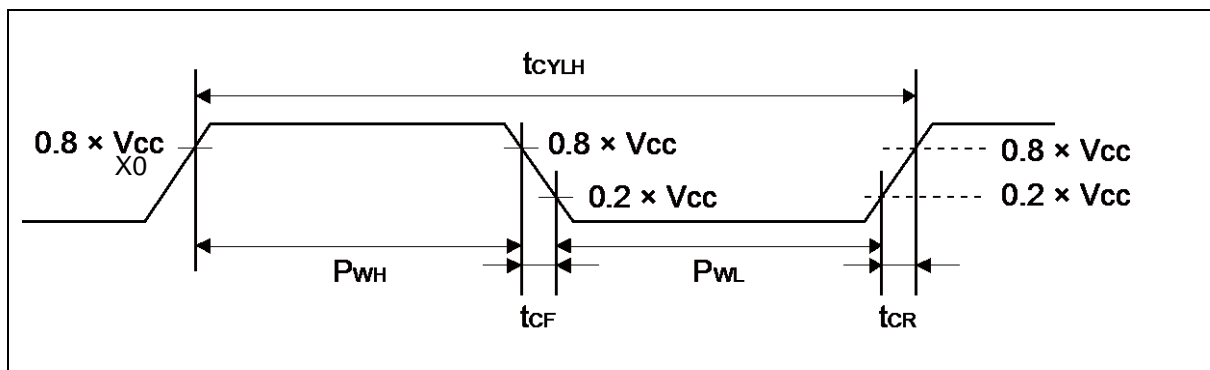 tCYLH
0.8 × Vcc
X0
0.8 × Vcc
0.8 × Vcc
0.2 × Vcc
0.2 × Vcc
PWH
PWL
tCF
tCR